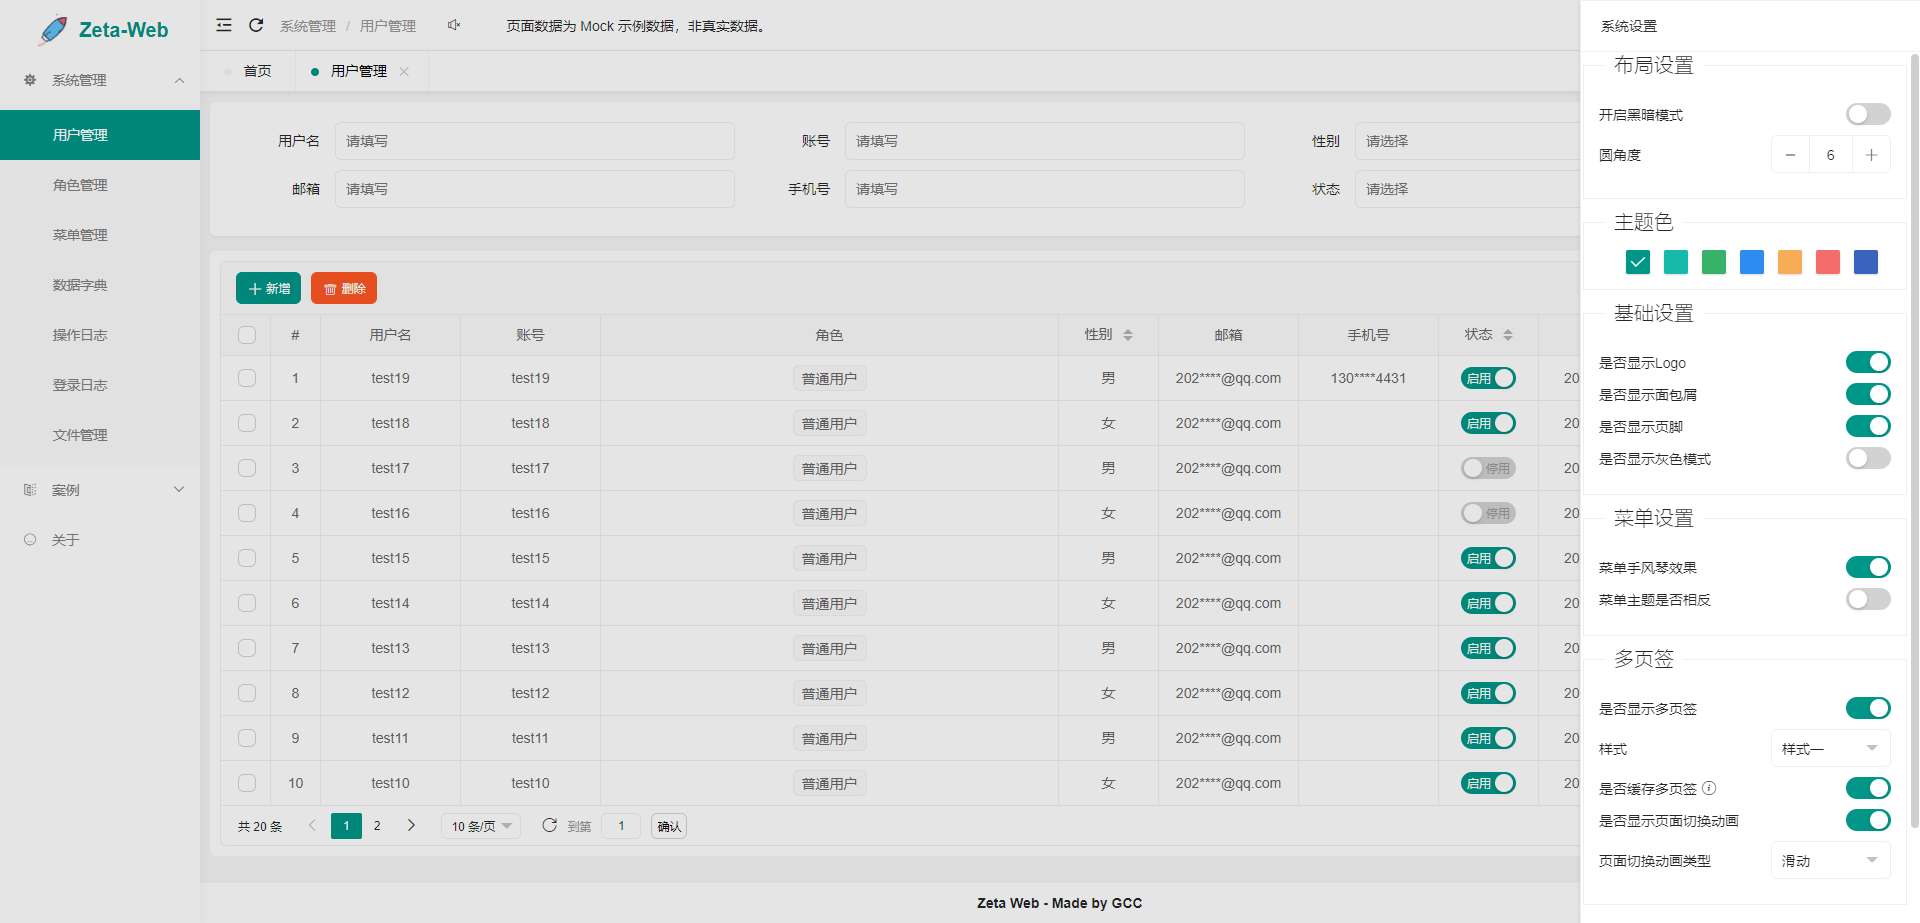 Zeta-Web
系统管理
用户管理
角色管理
菜单管理
数据字典
操作日志
登录日志
文件管理
案例
关于
系统管理 / 用户管理
页面数据为 Mock 示例数据，非真实数据。
首页
用户管理
用户名 请填写 账号 请填写 性别 请选择
邮箱 请填写 手机号 请填写 状态 请选择
新增 删除
# 用户名 账号 角色 性别 邮箱 手机号 状态
1 test19 test19 普通用户 男 202****@qq.com 130****4431 启用 20
2 test18 test18 普通用户 女 202****@qq.com 启用 20
3 test17 test17 普通用户 男 202****@qq.com 停用 20
4 test16 test16 普通用户 女 202****@qq.com 停用 20
5 test15 test15 普通用户 男 202****@qq.com 启用 20
6 test14 test14 普通用户 女 202****@qq.com 启用 20
7 test13 test13 普通用户 男 202****@qq.com 启用 20
8 test12 test12 普通用户 女 202****@qq.com 启用 20
9 test11 test11 普通用户 男 202****@qq.com 启用 20
10 test10 test10 普通用户 女 202****@qq.com 启用 20
共 20 条 1 2 10 条/页 到第 1 确认
Zeta Web - Made by GCC
系统设置
布局设置
开启黑暗模式
圆角度 6
主题色
基础设置
是否显示Logo
是否显示面包屑
是否显示页脚
是否显示灰色模式
菜单设置
菜单手风琴效果
菜单主题是否相反
多页签
是否显示多页签
样式 样式一
是否缓存多页签
是否显示页面切换动画
页面切换动画类型 滑动